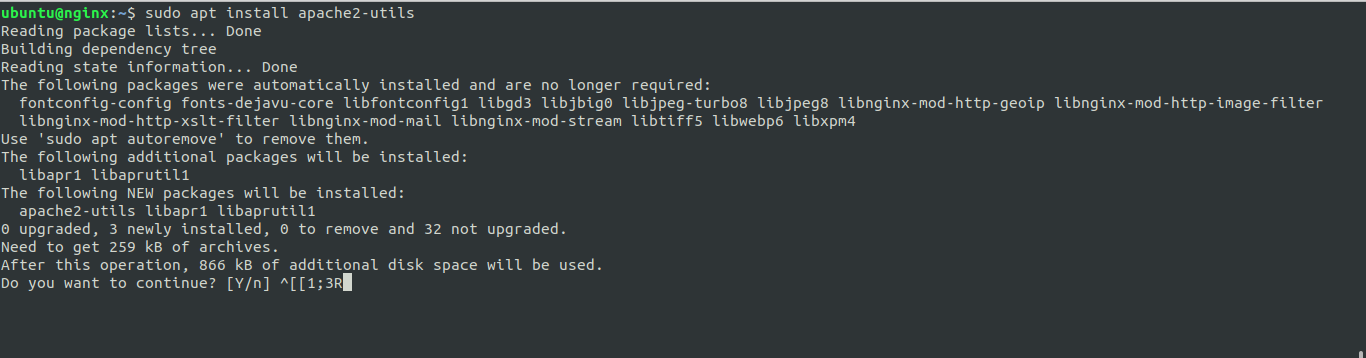 ubuntu@nginx:~$ sudo apt install apache2-utils
Reading package lists... Done
Building dependency tree
Reading state information... Done
The following packages were automatically installed and are no longer required:
  fontconfig-config fonts-dejavu-core libfontconfig1 libgd3 libjbig0 libjpeg-turbo8 libjpeg8 libnginx-mod-http-geoip libnginx-mod-http-image-filter
  libnginx-mod-http-xslt-filter libnginx-mod-mail libnginx-mod-stream libtiff5 libwebp6 libxpm4
Use 'sudo apt autoremove' to remove them.
The following additional packages will be installed:
  libapr1 libaprutil1
The following NEW packages will be installed:
  apache2-utils libapr1 libaprutil1
0 upgraded, 3 newly installed, 0 to remove and 32 not upgraded.
Need to get 259 kB of archives.
After this operation, 866 kB of additional disk space will be used.
Do you want to continue? [Y/n] ^[[1;3R